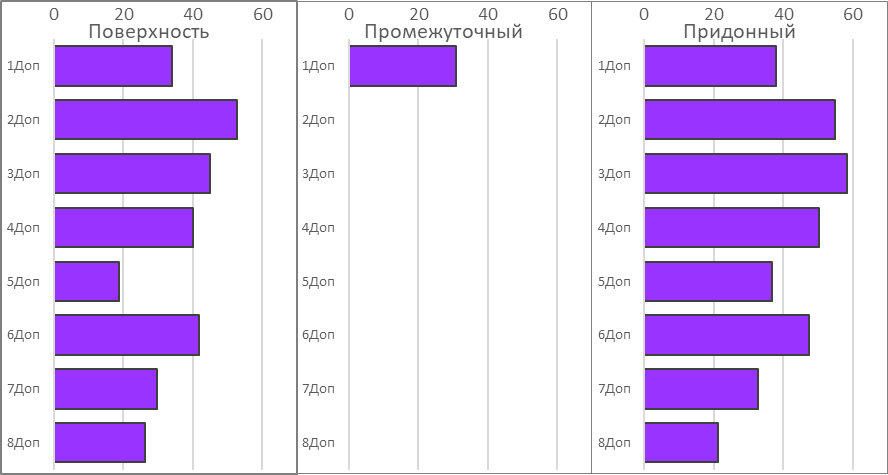 0 20 40 60
Поверхность
1Доп
2Доп
3Доп
4Доп
5Доп
6Доп
7Доп
8Доп
0 20 40 60
Промежуточный
1Доп
2Доп
3Доп
4Доп
5Доп
6Доп
7Доп
8Доп
0 20 40 60
Придонный
1Доп
2Доп
3Доп
4Доп
5Доп
6Доп
7Доп
8Доп